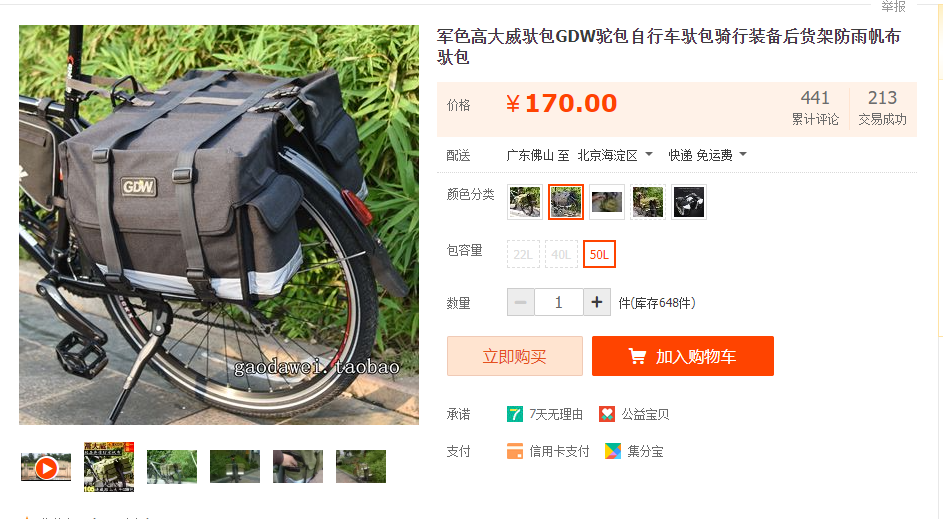 举报
军色高大威驮包GDW驼包自行车驮包骑行装备后货架防雨帆布
驮包
价格
¥170.00
441
累计评论
213
交易成功
配送
广东佛山 至 北京海淀区
快递 免运费
颜色分类
包容量
22L
40L
50L
数量
1
件(库存648件)
立即购买
加入购物车
承诺
7
7天无理由
公益宝贝
支付
信用卡支付
集分宝
GDW
gaodawei.taobao
高大威